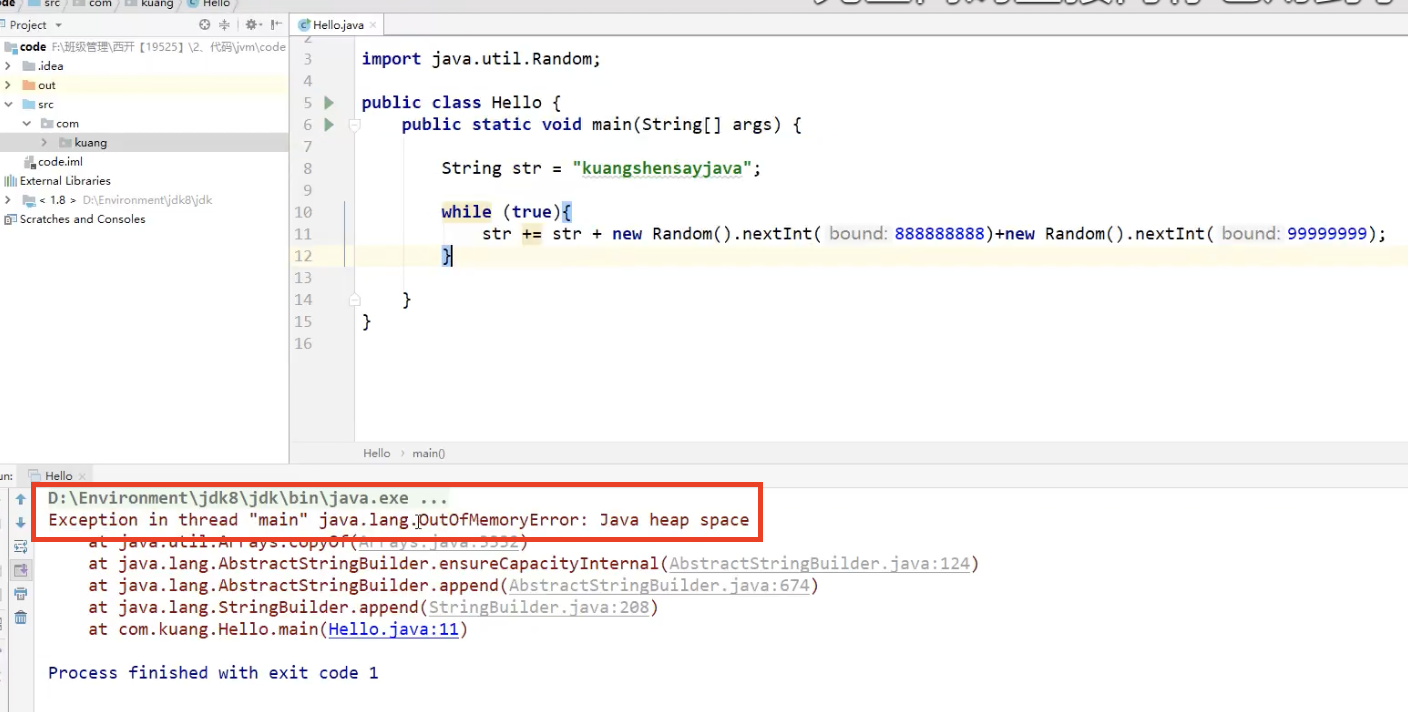 src com kuang Hello
Project
Hello.java
code F:\班级管理\西开【19525】\2、代码\jvm\code
.idea
out
src
com
kuang
code.iml
External Libraries
< 1.8 > D:\Environment\jdk8\jdk
Scratches and Consoles
2
3 import java.util.Random;
4
5 public class Hello {
6 public static void main(String[] args) {
7
8 String str = "kuangshensayjava";
9
10 while (true){
11 str += str + new Random().nextInt( bound: 888888888)+new Random().nextInt( bound: 99999999);
12 }
13
14 }
15 }
16
Hello › main()
Hello
D:\Environment\jdk8\jdk\bin\java.exe ...
Exception in thread "main" java.lang.OutOfMemoryError: Java heap space
at java.util.Arrays.copyOf(Arrays.java:3332)
at java.lang.AbstractStringBuilder.ensureCapacityInternal(AbstractStringBuilder.java:124)
at java.lang.AbstractStringBuilder.append(AbstractStringBuilder.java:674)
at java.lang.StringBuilder.append(StringBuilder.java:208)
at com.kuang.Hello.main(Hello.java:11)
Process finished with exit code 1